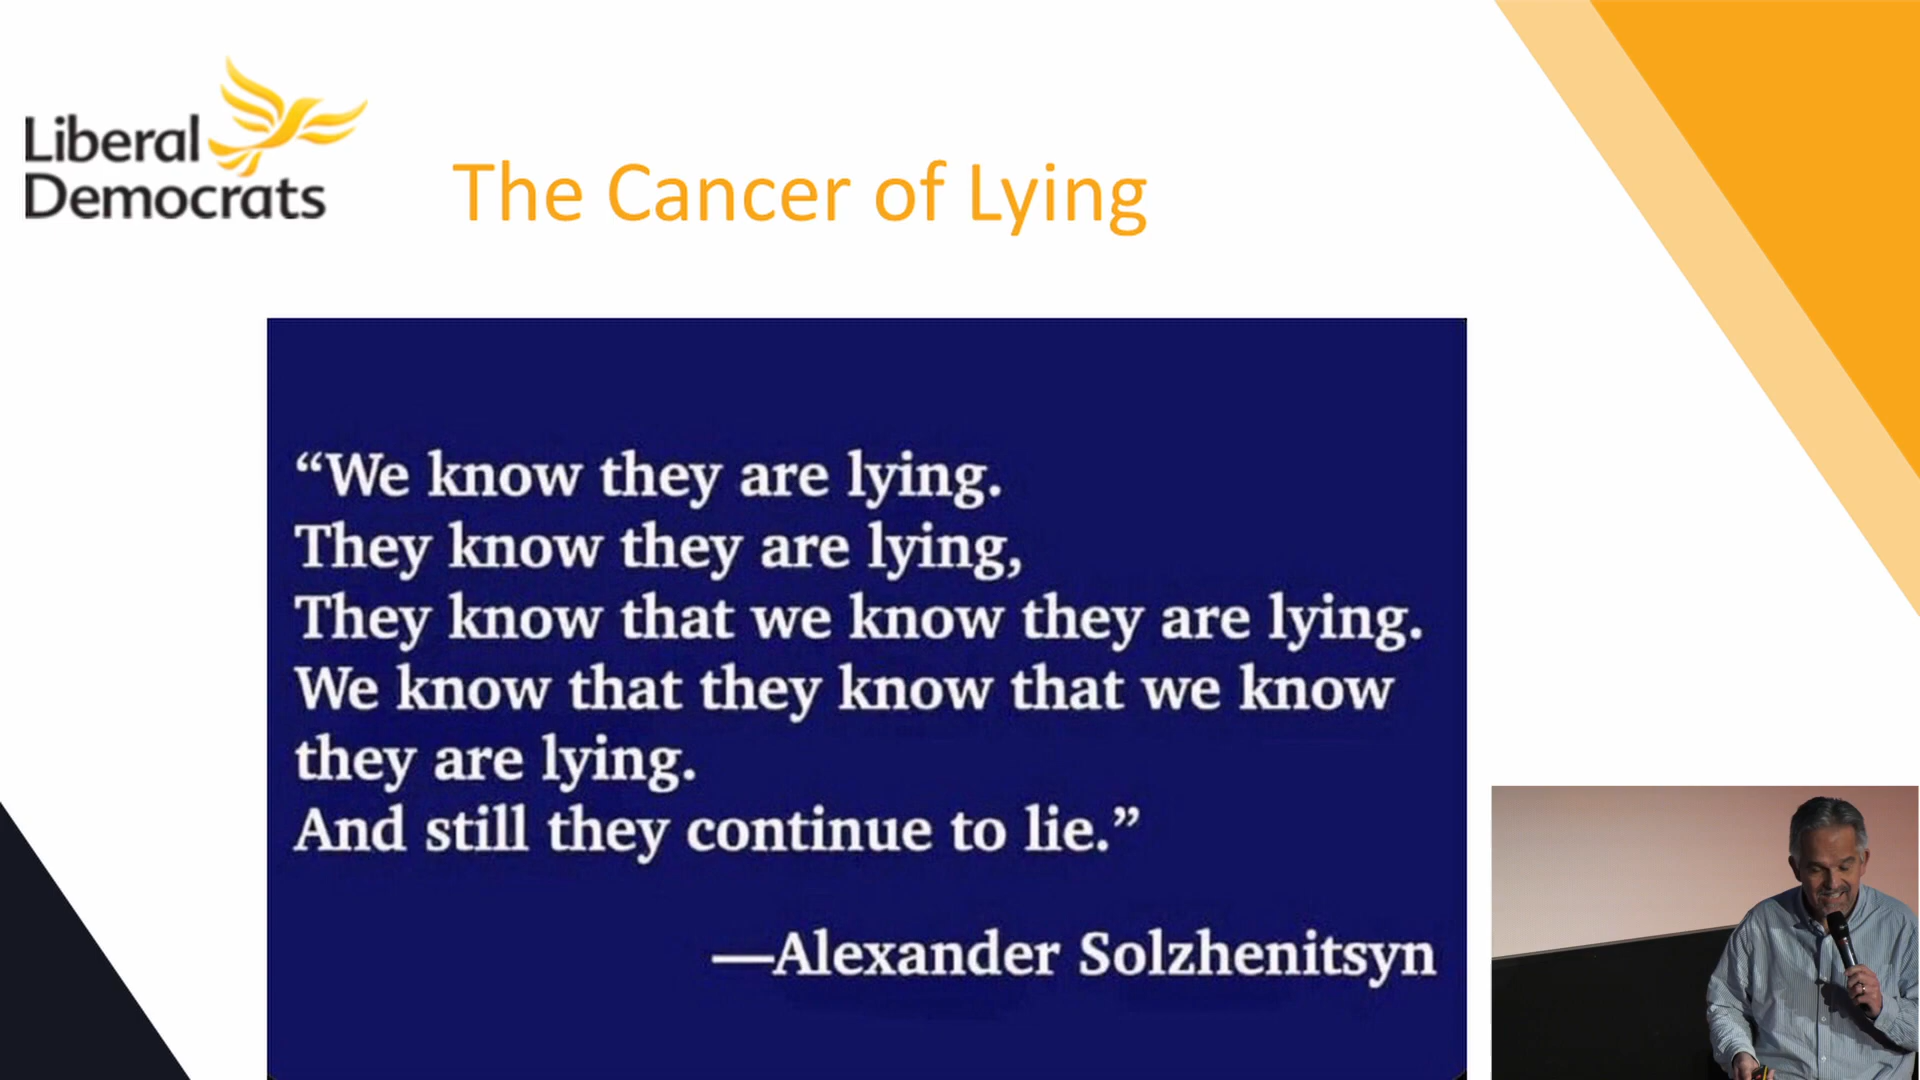 Liberal
Democrats
The Cancer of Lying
“We know they are lying.
They know they are lying,
They know that we know they are lying.
We know that they know that we know
they are lying.
And still they continue to lie.”
—Alexander Solzhenitsyn